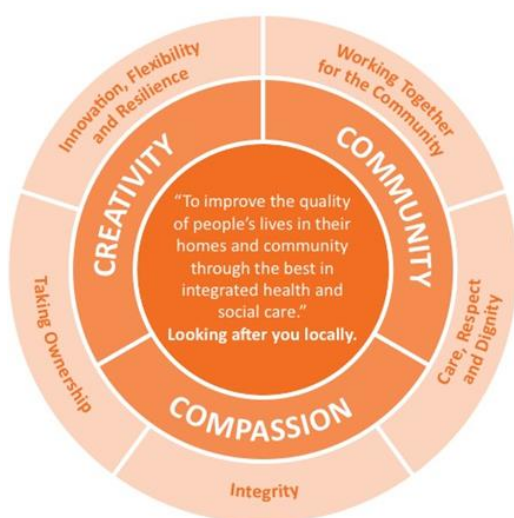 Innovation, Flexibility
and Resilience
Working Together
for the Community
CREATIVITY
COMMUNITY
“To improve the quality
of people’s lives in their
homes and community
through the best in
integrated health and
social care.”
Looking after you locally.
Taking Ownership
Care, Respect
and Dignity
COMPASSION
Integrity